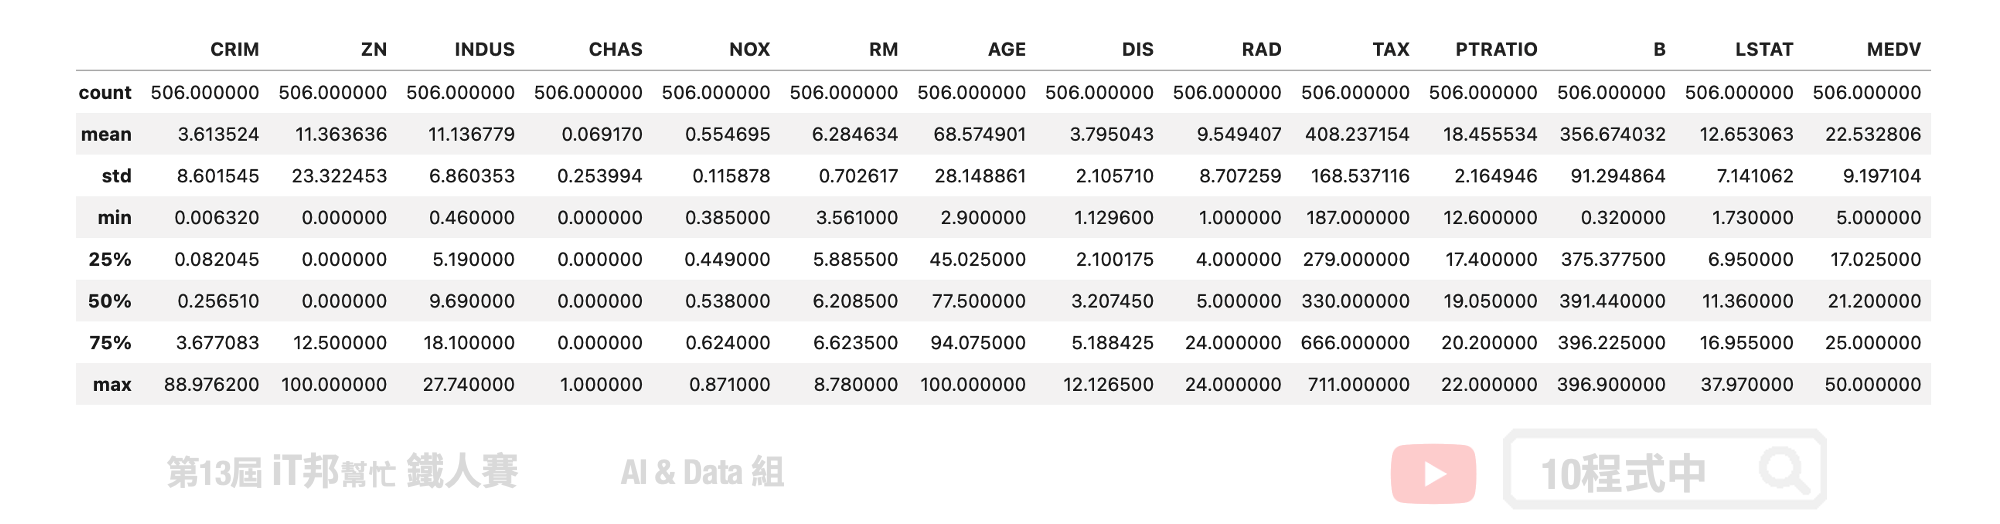 CRIM ZN INDUS CHAS NOX RM AGE DIS RAD TAX PTRATIO B LSTAT MEDV
count 506.000000 506.000000 506.000000 506.000000 506.000000 506.000000 506.000000 506.000000 506.000000 506.000000 506.000000 506.000000 506.000000 506.000000
mean 3.613524 11.363636 11.136779 0.069170 0.554695 6.284634 68.574901 3.795043 9.549407 408.237154 18.455534 356.674032 12.653063 22.532806
std 8.601545 23.322453 6.860353 0.253994 0.115878 0.702617 28.148861 2.105710 8.707259 168.537116 2.164946 91.294864 7.141062 9.197104
min 0.006320 0.000000 0.460000 0.000000 0.385000 3.561000 2.900000 1.129600 1.000000 187.000000 12.600000 0.320000 1.730000 5.000000
25% 0.082045 0.000000 5.190000 0.000000 0.449000 5.885500 45.025000 2.100175 4.000000 279.000000 17.400000 375.377500 6.950000 17.025000
50% 0.256510 0.000000 9.690000 0.000000 0.538000 6.208500 77.500000 3.207450 5.000000 330.000000 19.050000 391.440000 11.360000 21.200000
75% 3.677083 12.500000 18.100000 0.000000 0.624000 6.623500 94.075000 5.188425 24.000000 666.000000 20.200000 396.225000 16.955000 25.000000
max 88.976200 100.000000 27.740000 1.000000 0.871000 8.780000 100.000000 12.126500 24.000000 711.000000 22.000000 396.900000 37.970000 50.000000
第13屆 iT邦幫忙 鐵人賽 AI & Data 組 10程式中